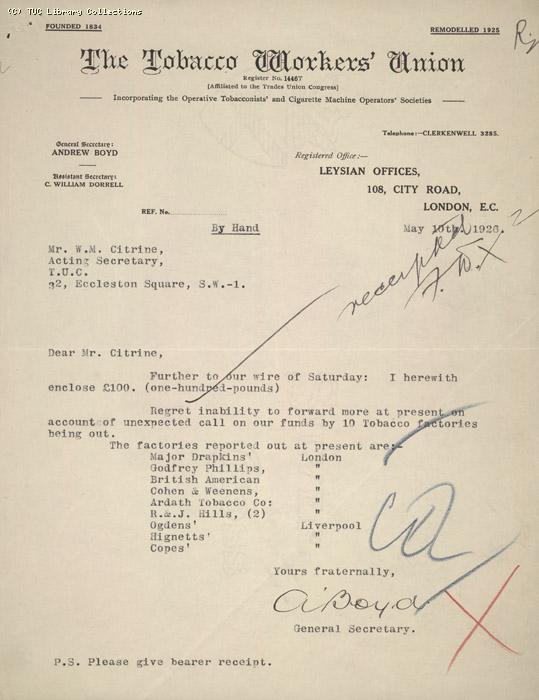 (C) TUC Library Collections
FOUNDED 1834
REMODELLED 1925
The Tobacco Workers' Union
Register No. 1446T
[Affiliated to the Trades Union Congress]
Incorporating the Operative Tobacconists' and Cigarette Machine Operators' Societies
Telephone:—CLERKENWELL 3285.
General Secretary:
ANDREW BOYD
Assistant Secretary:
C. WILLIAM DORRELL
Registered Office:—
LEYSIAN OFFICES,
108, CITY ROAD,
LONDON, E.C.
REF. No.
By Hand
May 10th. 1926.
Mr. W.M. Citrine,
Acting Secretary,
T.U.C.
32, Eccleston Square, S.W.-1.
Dear Mr. Citrine,
Further to our wire of Saturday: I herewith
enclose £100. (one-hundred-pounds)
Regret inability to forward more at present on
account of unexpected call on our funds by 10 Tobacco factories
being out.
The factories reported out at present are:-
Major Drapkins' London
Godfrey Phillips, "
British American "
Cohen & Weenens, "
Ardath Tobacco Co: "
R.&.J. Hills, (2) "
Ogdens' Liverpool
Hignetts' "
Copes' "
Yours fraternally,
A. Boyd
General Secretary.
P.S. Please give bearer receipt.